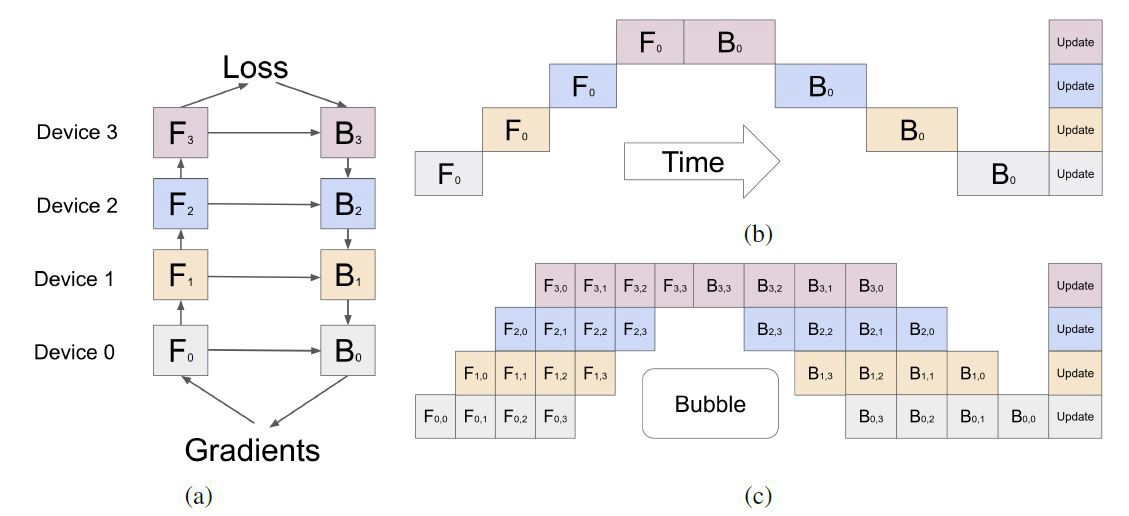 Loss
Device 3 F3 B3
Device 2 F2 B2
Device 1 F1 B1
Device 0 F0 B0
Gradients
(a)
F0 B0 Update
F0 B0 Update
F0 B0 Update
F0 B0 Update
Time
(b)
F3,0 F3,1 F3,2 F3,3 B3,3 B3,2 B3,1 B3,0 Update
F2,0 F2,1 F2,2 F2,3 B2,3 B2,2 B2,1 B2,0 Update
F1,0 F1,1 F1,2 F1,3 B1,3 B1,2 B1,1 B1,0 Update
F0,0 F0,1 F0,2 F0,3 B0,3 B0,2 B0,1 B0,0 Update
Bubble
(c)